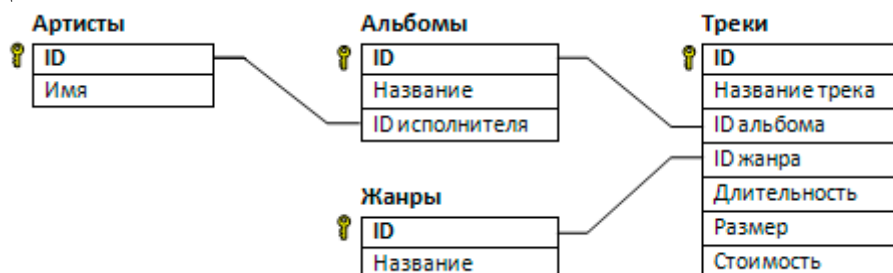 Артисты
ID
Имя
Альбомы
ID
Название
ID исполнителя
Жанры
ID
Название
Треки
ID
Название трека
ID альбома
ID жанра
Длительность
Размер
Стоимость